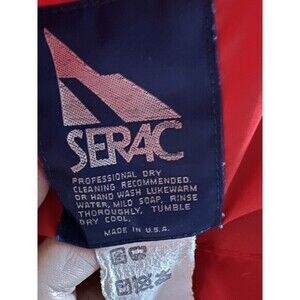 SERAC
PROFESSIONAL DRY
CLEANING RECOMMENDED.
OR HAND WASH LUKEWARM
WATER, MILD SOAP, RINSE
THOROUGHLY, TUMBLE
DRY COOL.
MADE IN U.S.A.